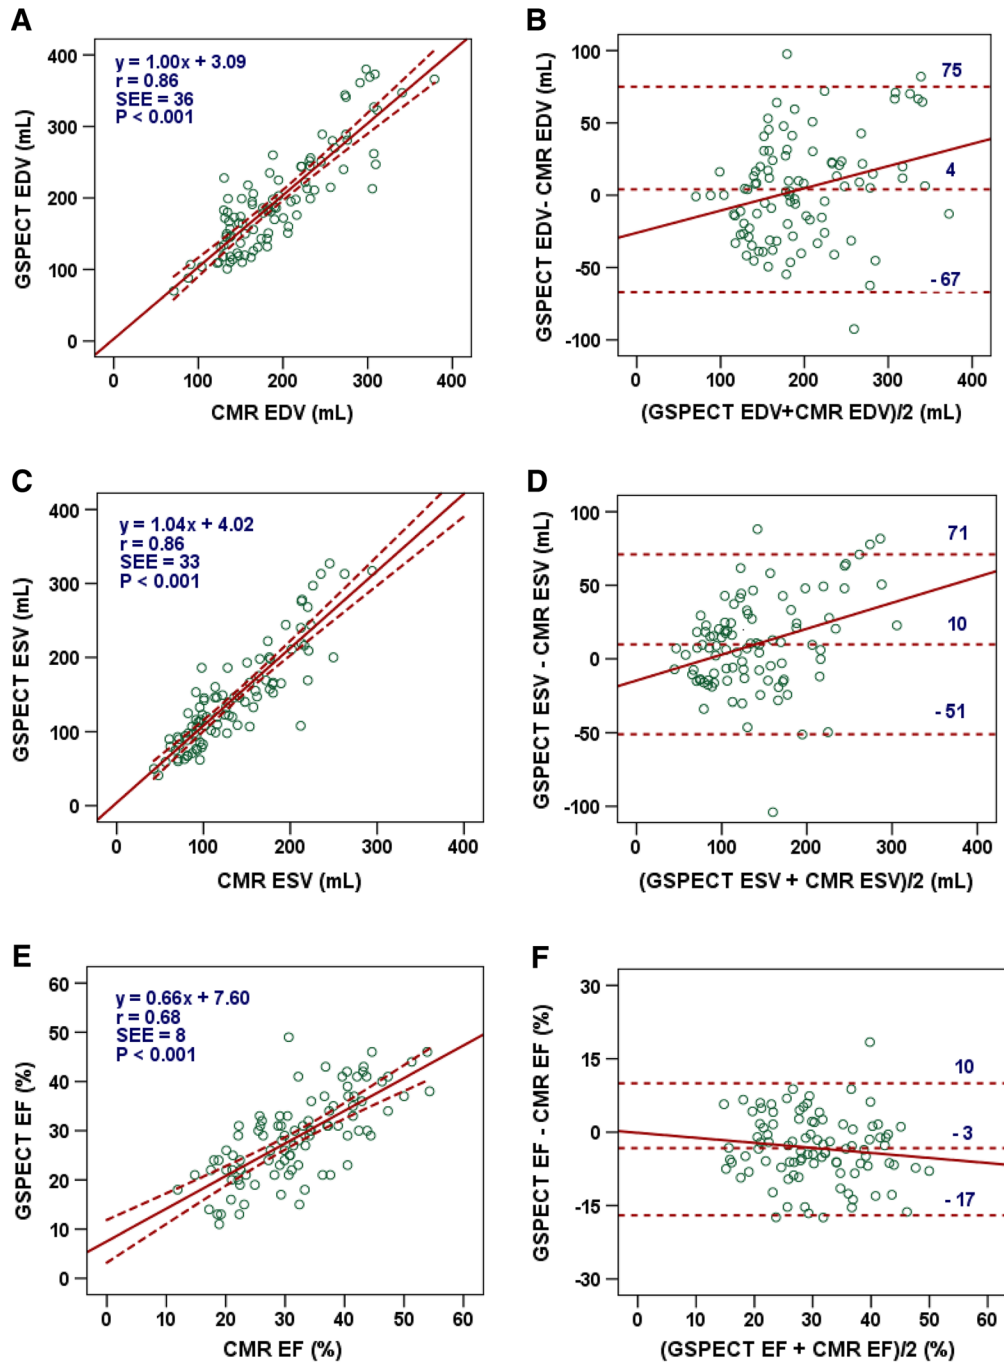 A
y = 1.00x + 3.09
r = 0.86
SEE = 36
P < 0.001
GSPECT EDV (mL)
400
300
200
100
0
0 100 200 300 400
CMR EDV (mL)
B
GSPECT EDV- CMR EDV (mL)
100
50
0
-50
-100
75
4
- 67
0 100 200 300 400
(GSPECT EDV+CMR EDV)/2 (mL)
C
y = 1.04x + 4.02
r = 0.86
SEE = 33
P < 0.001
GSPECT ESV (mL)
400
300
200
100
0
0 100 200 300 400
CMR ESV (mL)
D
GSPECT ESV - CMR ESV (mL)
100
50
0
-50
-100
71
10
- 51
0 100 200 300 400
(GSPECT ESV + CMR ESV)/2 (mL)
E
y = 0.66x + 7.60
r = 0.68
SEE = 8
P < 0.001
GSPECT EF (%)
60
50
40
30
20
10
0
0 10 20 30 40 50 60
CMR EF (%)
F
GSPECT EF - CMR EF (%)
30
15
0
-15
-30
10
- 3
- 17
0 10 20 30 40 50 60
(GSPECT EF + CMR EF)/2 (%)